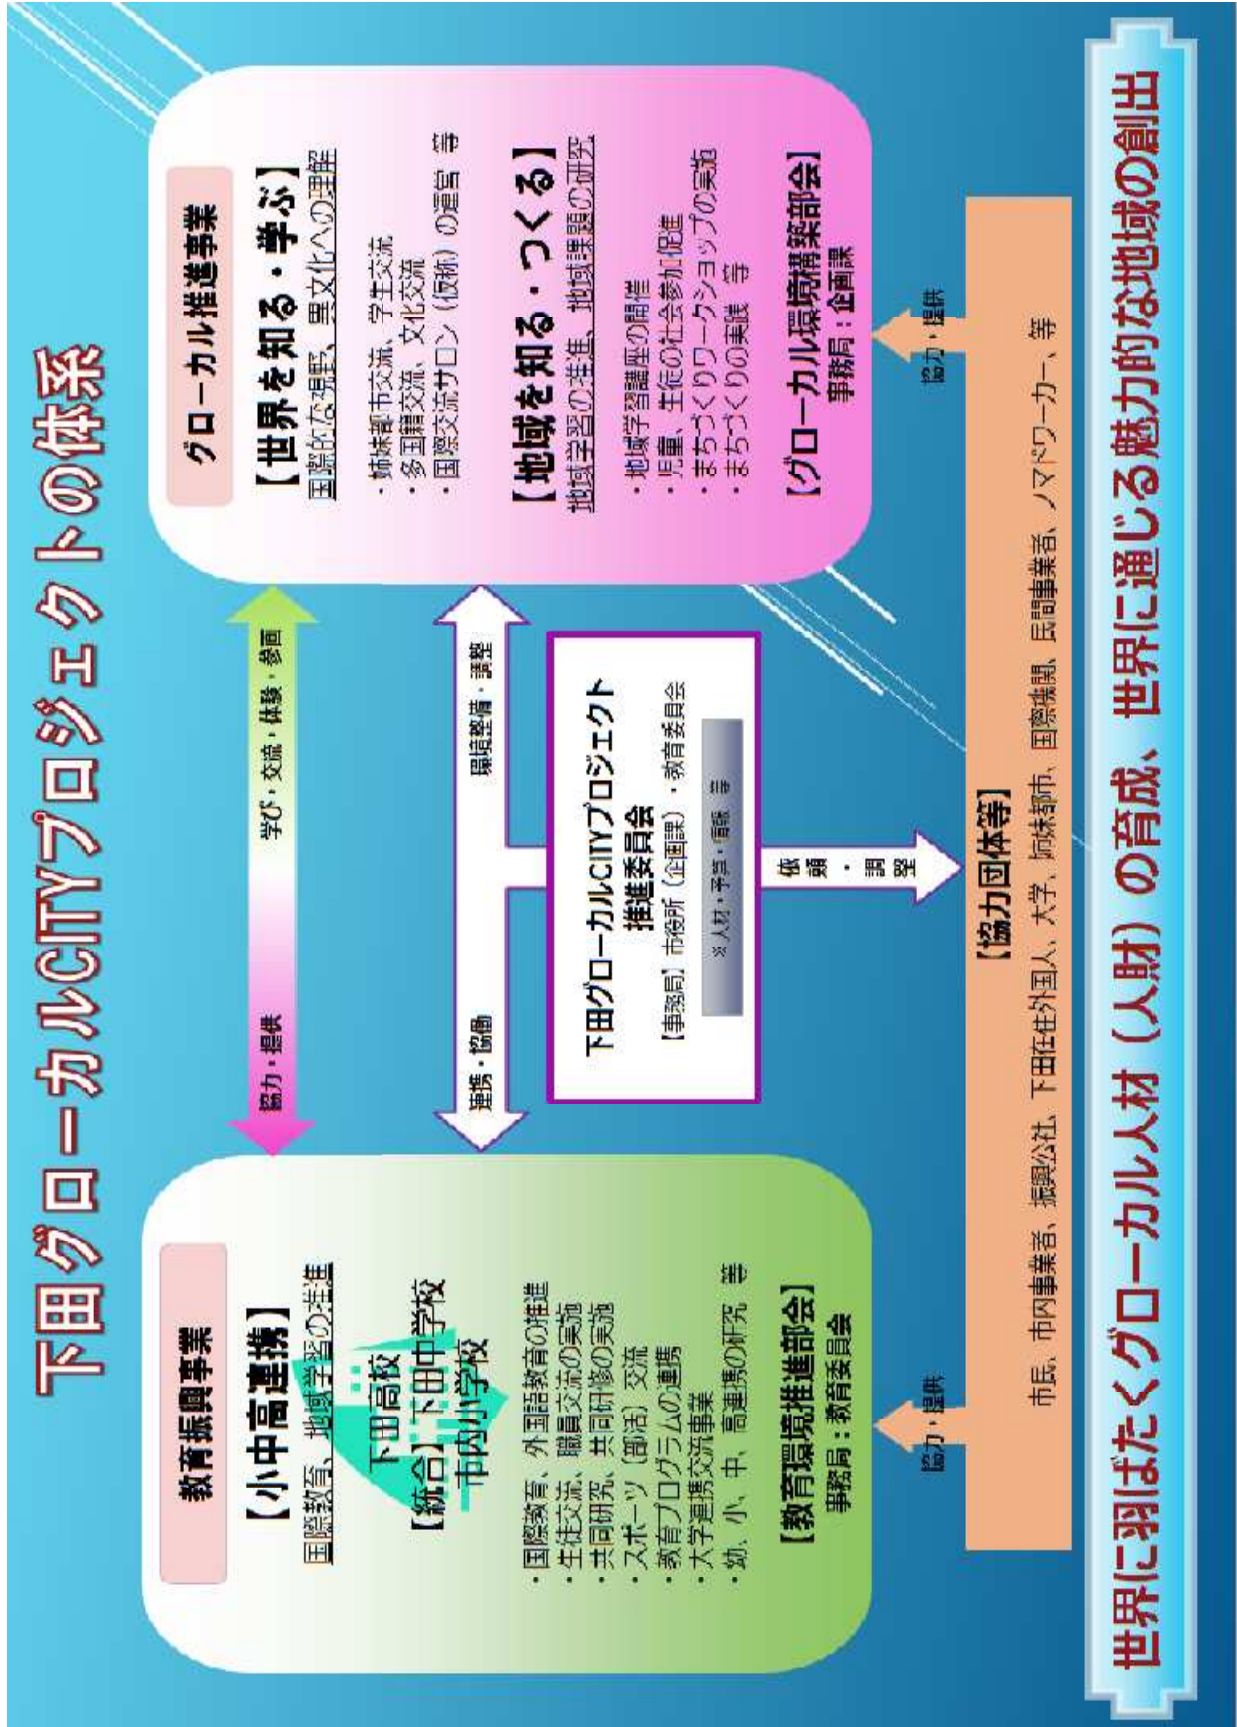 下田グローカルCITYプロジェクトの体系
教育振興事業
【小中高連携】
国際教育、地域学習の推進
下田高校
【統合】下田中学校
市内小学校
・国際教育、外国語教育の推進
・生徒交流、職員交流の実施
・共同研究、共同研修の実施
・スポーツ（部活）交流
・教育プログラムの連携
・大学連携交流事業
・幼、小、中、高連携の研究　等
【教育環境推進部会】
事務局：教育委員会
協力・提供
学び・交流・体験・参画
連携・協働
環境整備・調整
下田グローカルCITYプロジェクト
推進委員会
【事務局】市役所（企画課）・教育委員会
※人材・予算・情報　等
依頼・調整
グローカル推進事業
【世界を知る・学ぶ】
国際的な視野、異文化への理解
・姉妹都市交流、学生交流
・多国籍交流、文化交流
・国際交流サロン（仮称）の運営　等
【地域を知る・つくる】
地域学習の推進、地域課題の研究
・地域学習講座の開催
・児童、生徒の社会参加促進
・まちづくりワークショップの実施
・まちづくりの実践　等
【グローカル環境構築部会】
事務局：企画課
協力・提供
協力・提供
【協力団体等】
市民、市内事業者、振興公社、下田在住外国人、大学、姉妹都市、国際機関、民間事業者、ノマドワーカー、等
世界に羽ばたくグローカル人材（人財）の育成、世界に通じる魅力的な地域の創出